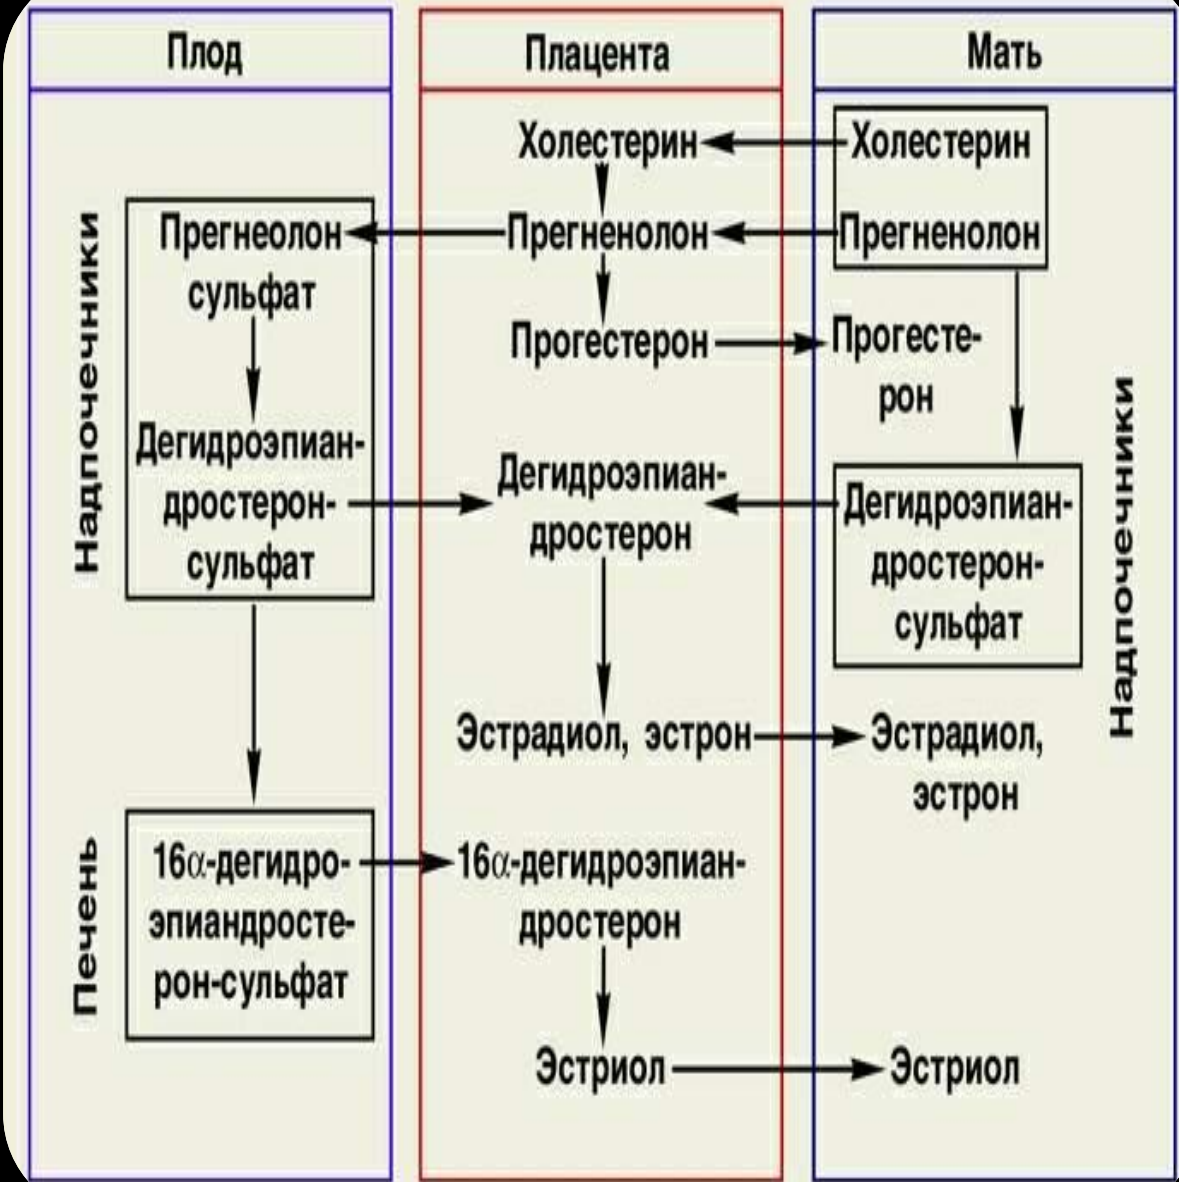 Плод
Плацента
Мать
Надпочечники
Прегнеолон
сульфат
Дегидроэпиан-
дростерон-
сульфат
Печень
16α-дегидро-
эпиандросте-
рон-сульфат
Холестерин
Прегненолон
Прогестерон
Дегидроэпиан-
дростерон
Эстрадиол, эстрон
16α-дегидроэпиан-
дростерон
Эстриол
Холестерин
Прегненолон
Прогесте-
рон
Дегидроэпиан-
дростерон-
сульфат
Надпочечники
Эстрадиол,
эстрон
Эстриол